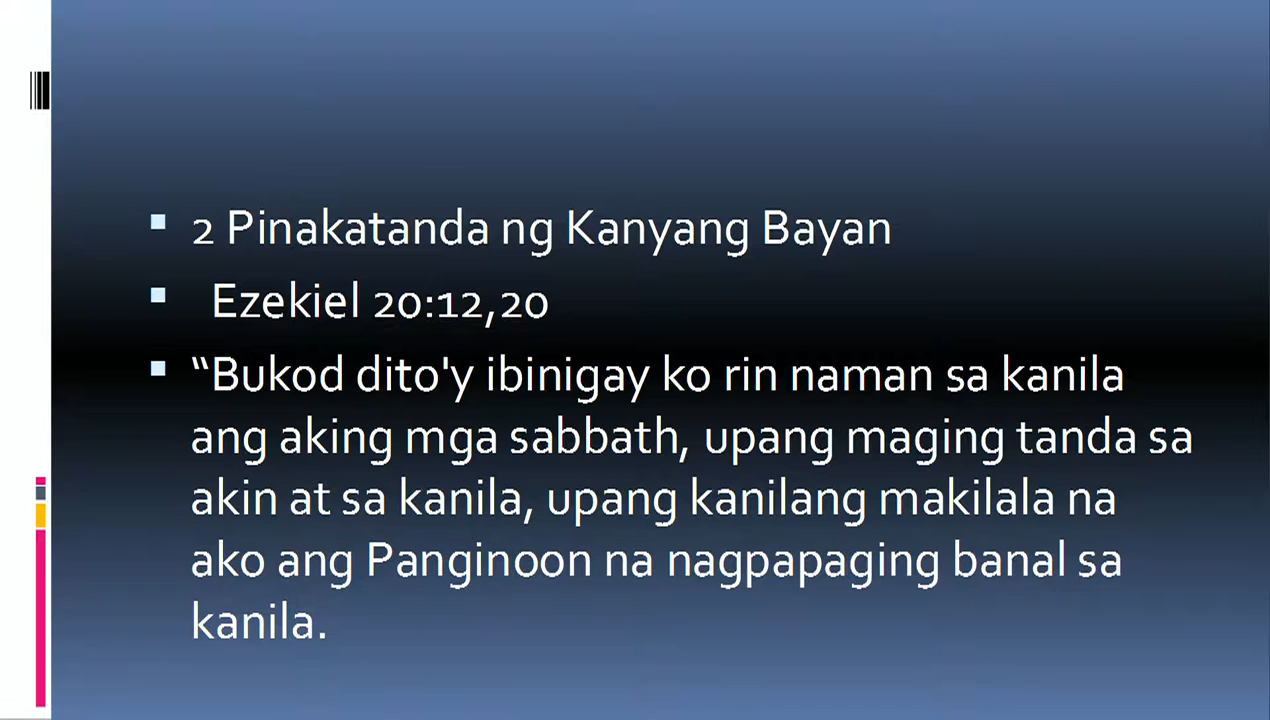 2 Pinakatanda ng Kanyang Bayan
Ezekiel 20:12,20
“Bukod dito'y ibinigay ko rin naman sa kanila
ang aking mga sabbath, upang maging tanda sa
akin at sa kanila, upang kanilang makilala na
ako ang Panginoon na nagpapaging banal sa
kanila.